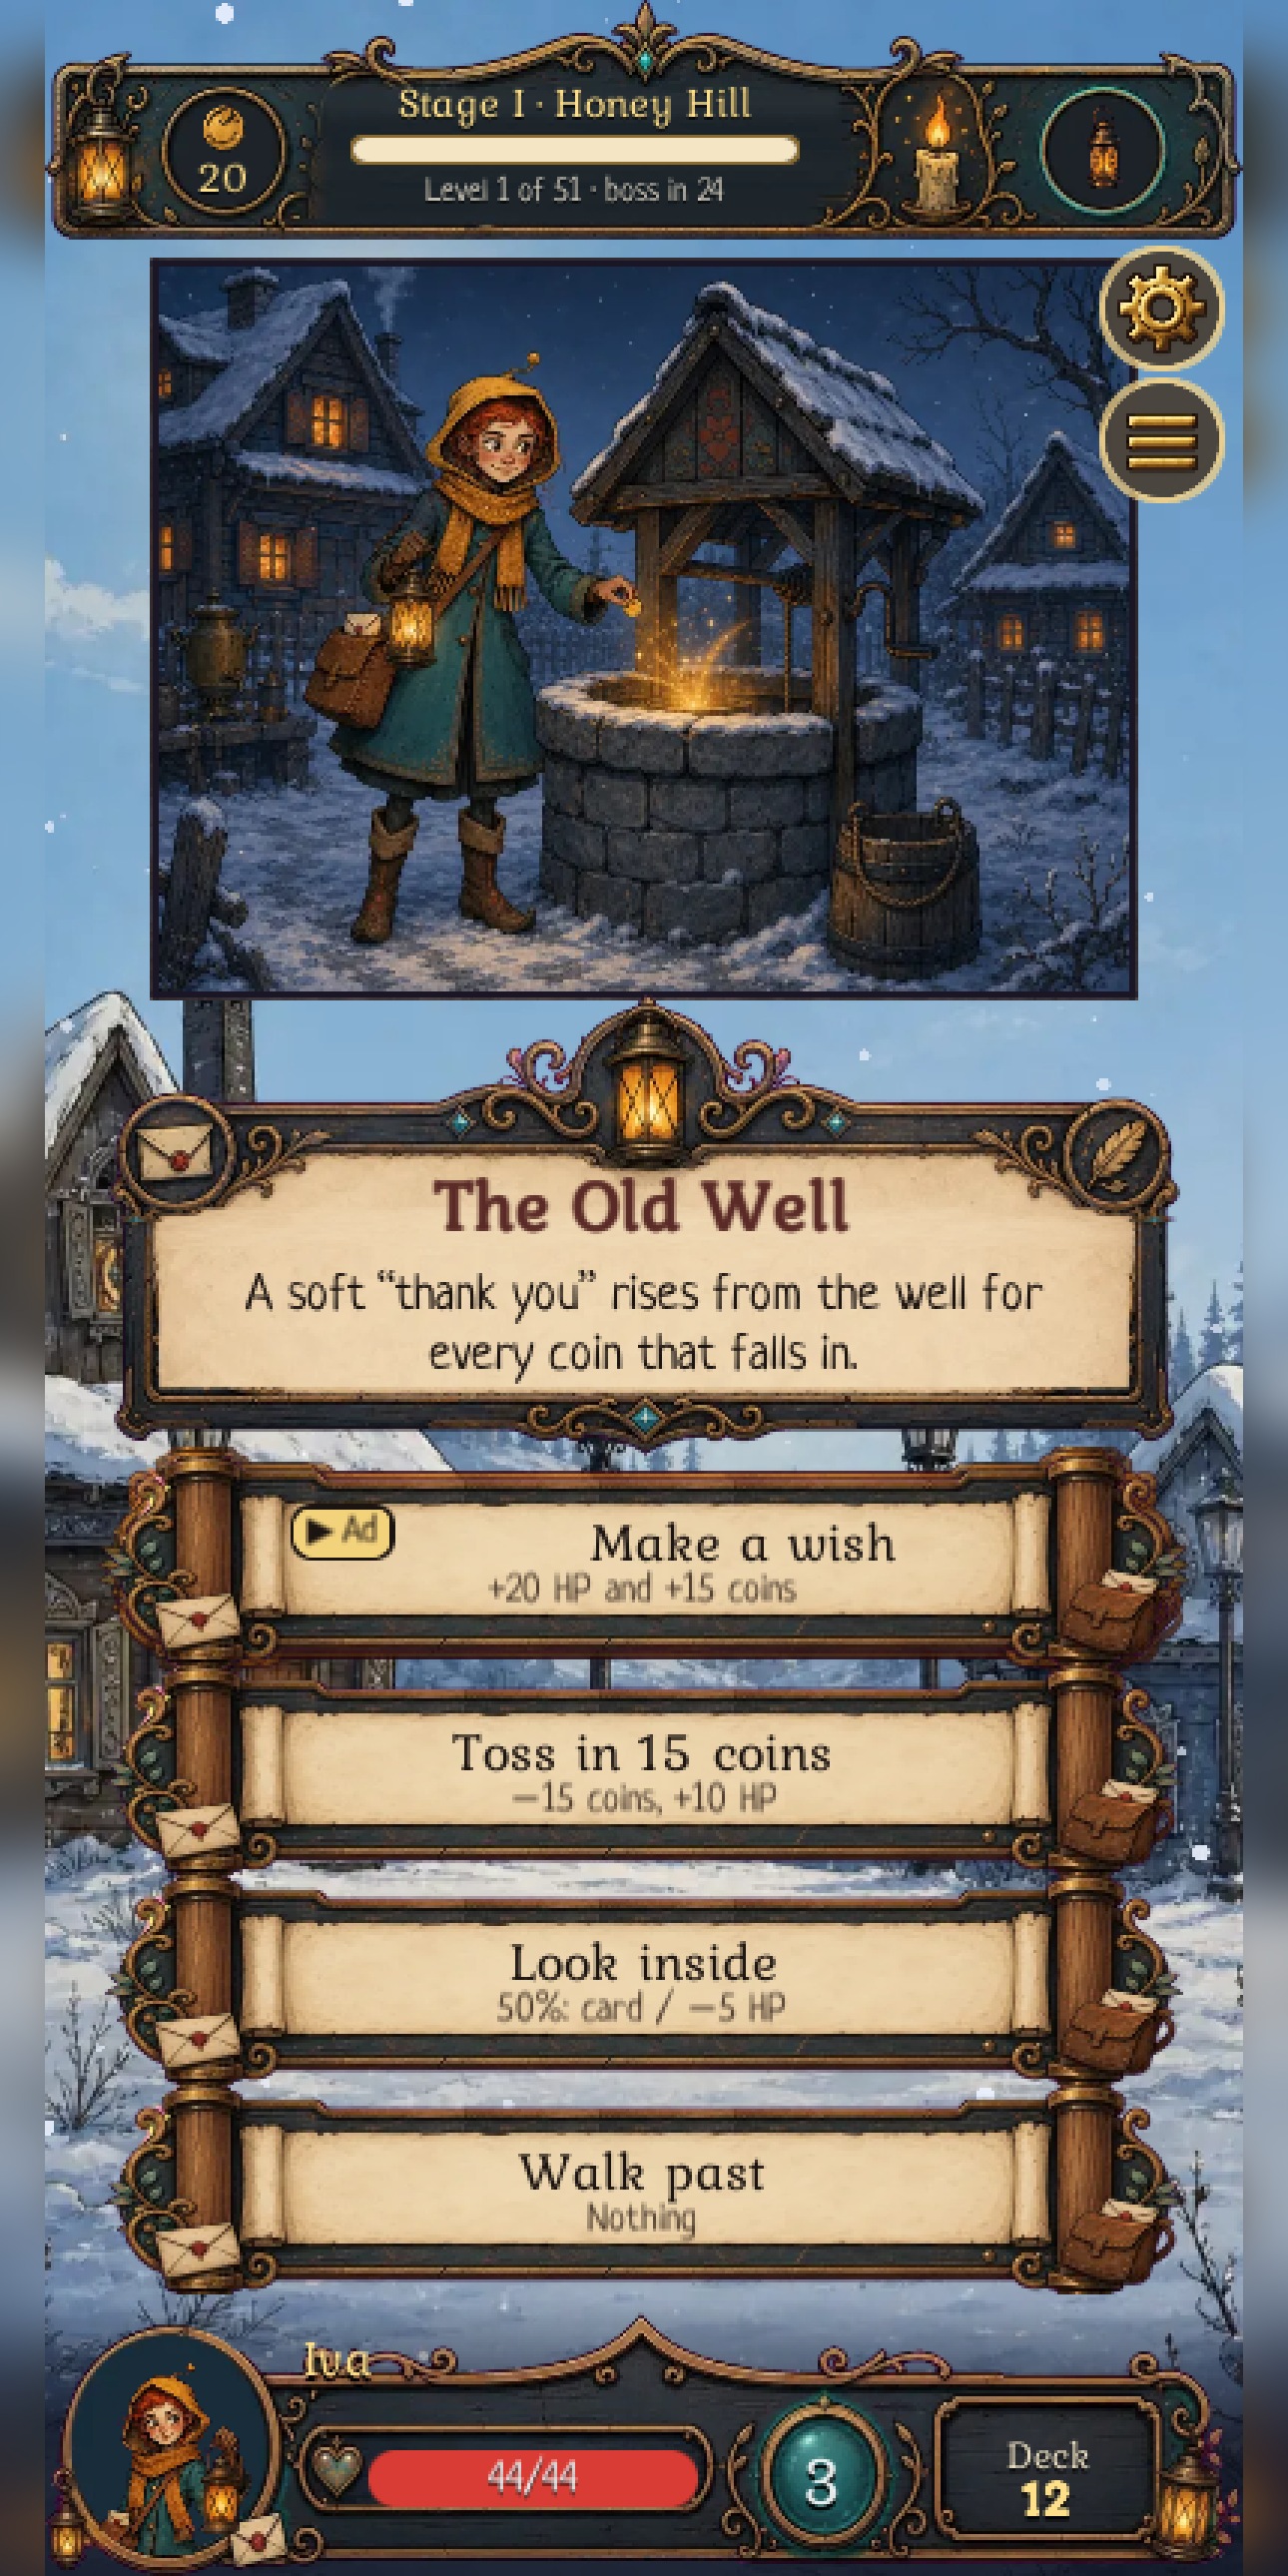 Stage I · Honey Hill
20
Level 1 of 51 · boss in 24
The Old Well
A soft “thank you” rises from the well for
every coin that falls in.
▶ Ad
Make a wish
+20 HP and +15 coins
Toss in 15 coins
−15 coins, +10 HP
Look inside
50%: card / −5 HP
Walk past
Nothing
Iva
44/44
3
Deck
12